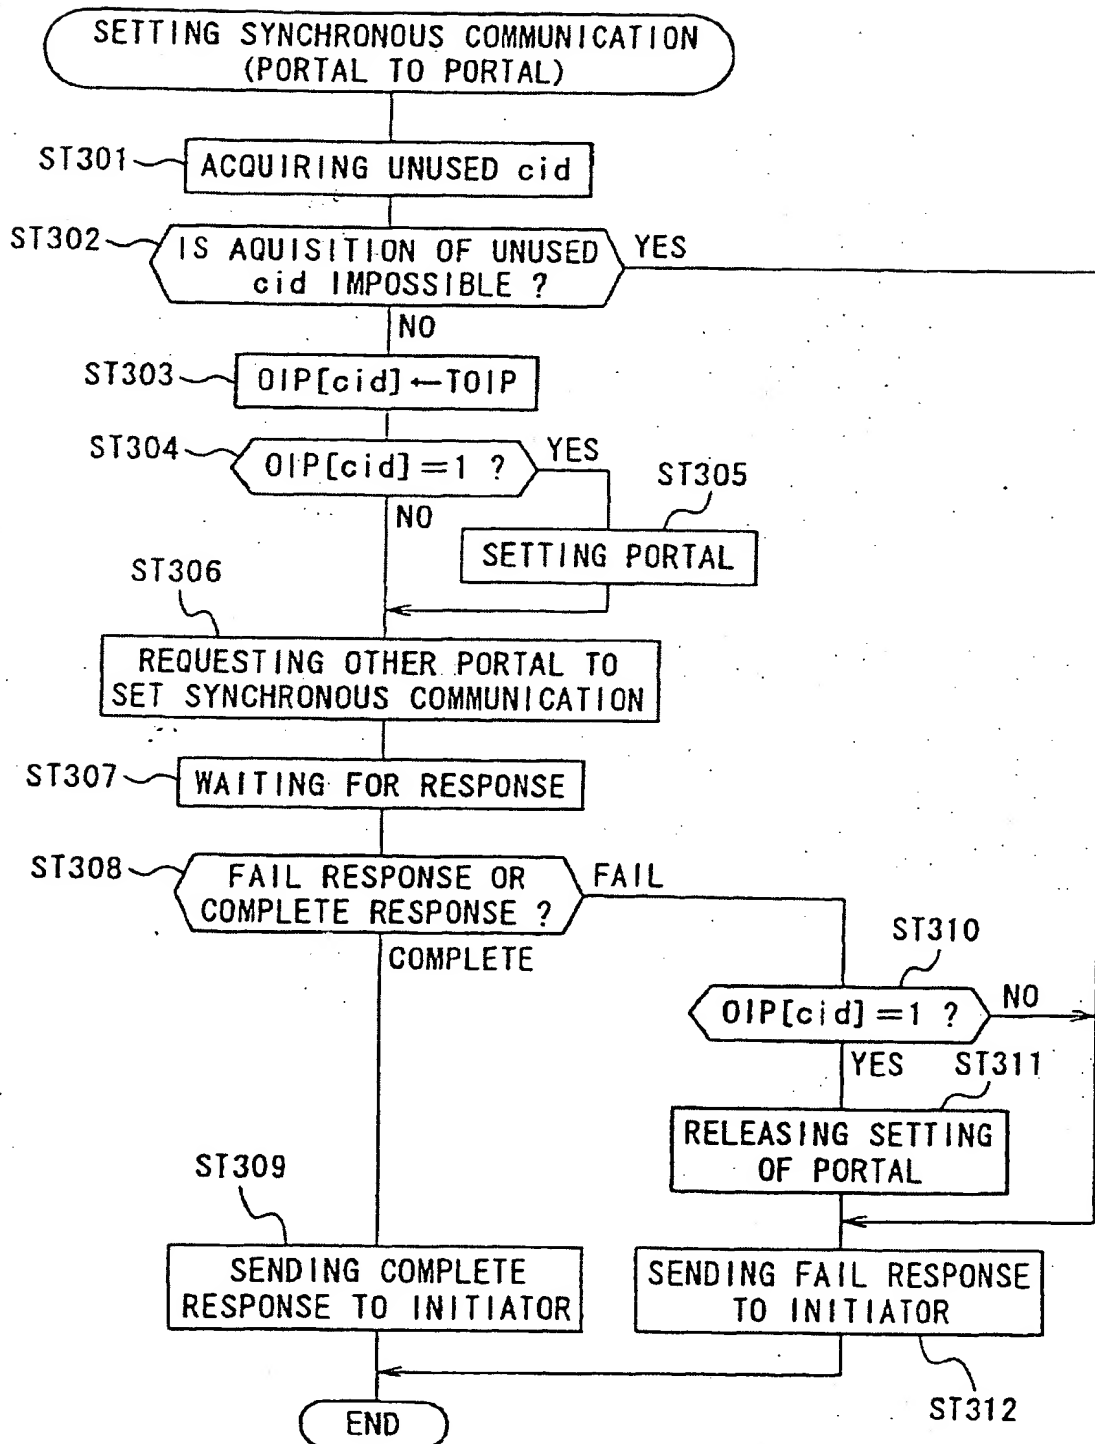 SETTING SYNCHRONOUS COMMUNICATION
(PORTAL TO PORTAL)
ST301
ACQUIRING UNUSED cid
ST302
IS AQUISITION OF UNUSED
cid IMPOSSIBLE ?
YES
NO
ST303
OIP[cid]←TOIP
ST304
OIP[cid]=1 ?
YES
NO
ST305
SETTING PORTAL
ST306
REQUESTING OTHER PORTAL TO
SET SYNCHRONOUS COMMUNICATION
ST307
WAITING FOR RESPONSE
ST308
FAIL RESPONSE OR
COMPLETE RESPONSE ?
FAIL
COMPLETE
ST310
OIP[cid]=1 ?
NO
YES
ST311
RELEASING SETTING
OF PORTAL
ST309
SENDING COMPLETE
RESPONSE TO INITIATOR
SENDING FAIL RESPONSE
TO INITIATOR
ST312
END